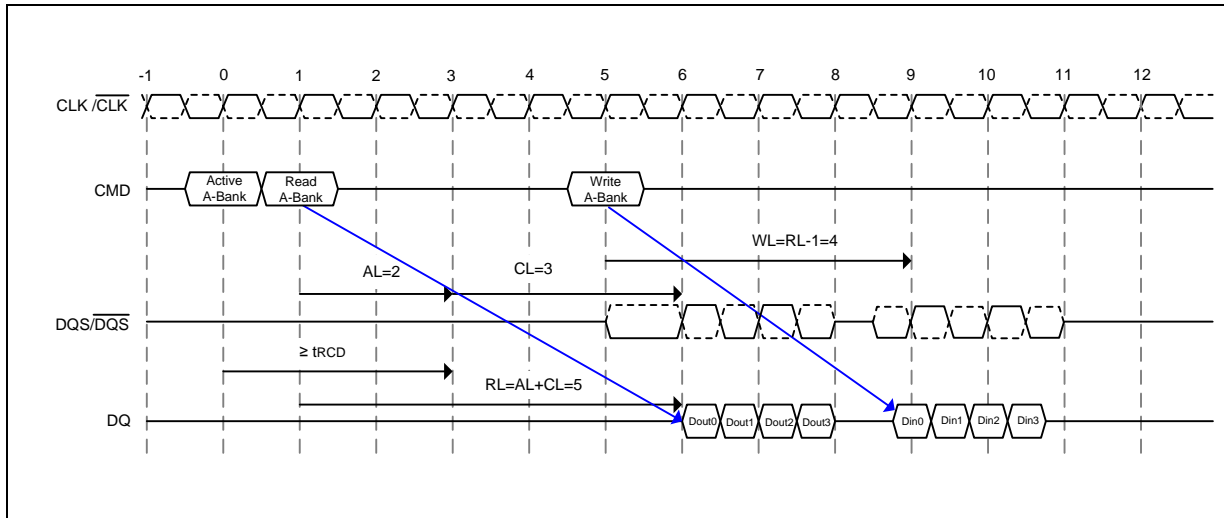 -1 0 1 2 3 4 5 6 7 8 9 10 11 12
CLK /CLK
CMD
Active
A-Bank
Read
A-Bank
Write
A-Bank
WL=RL-1=4
AL=2
CL=3
DQS/DQS
≥ tRCD
RL=AL+CL=5
DQ
Dout0 Dout1 Dout2 Dout3 Din0 Din1 Din2 Din3